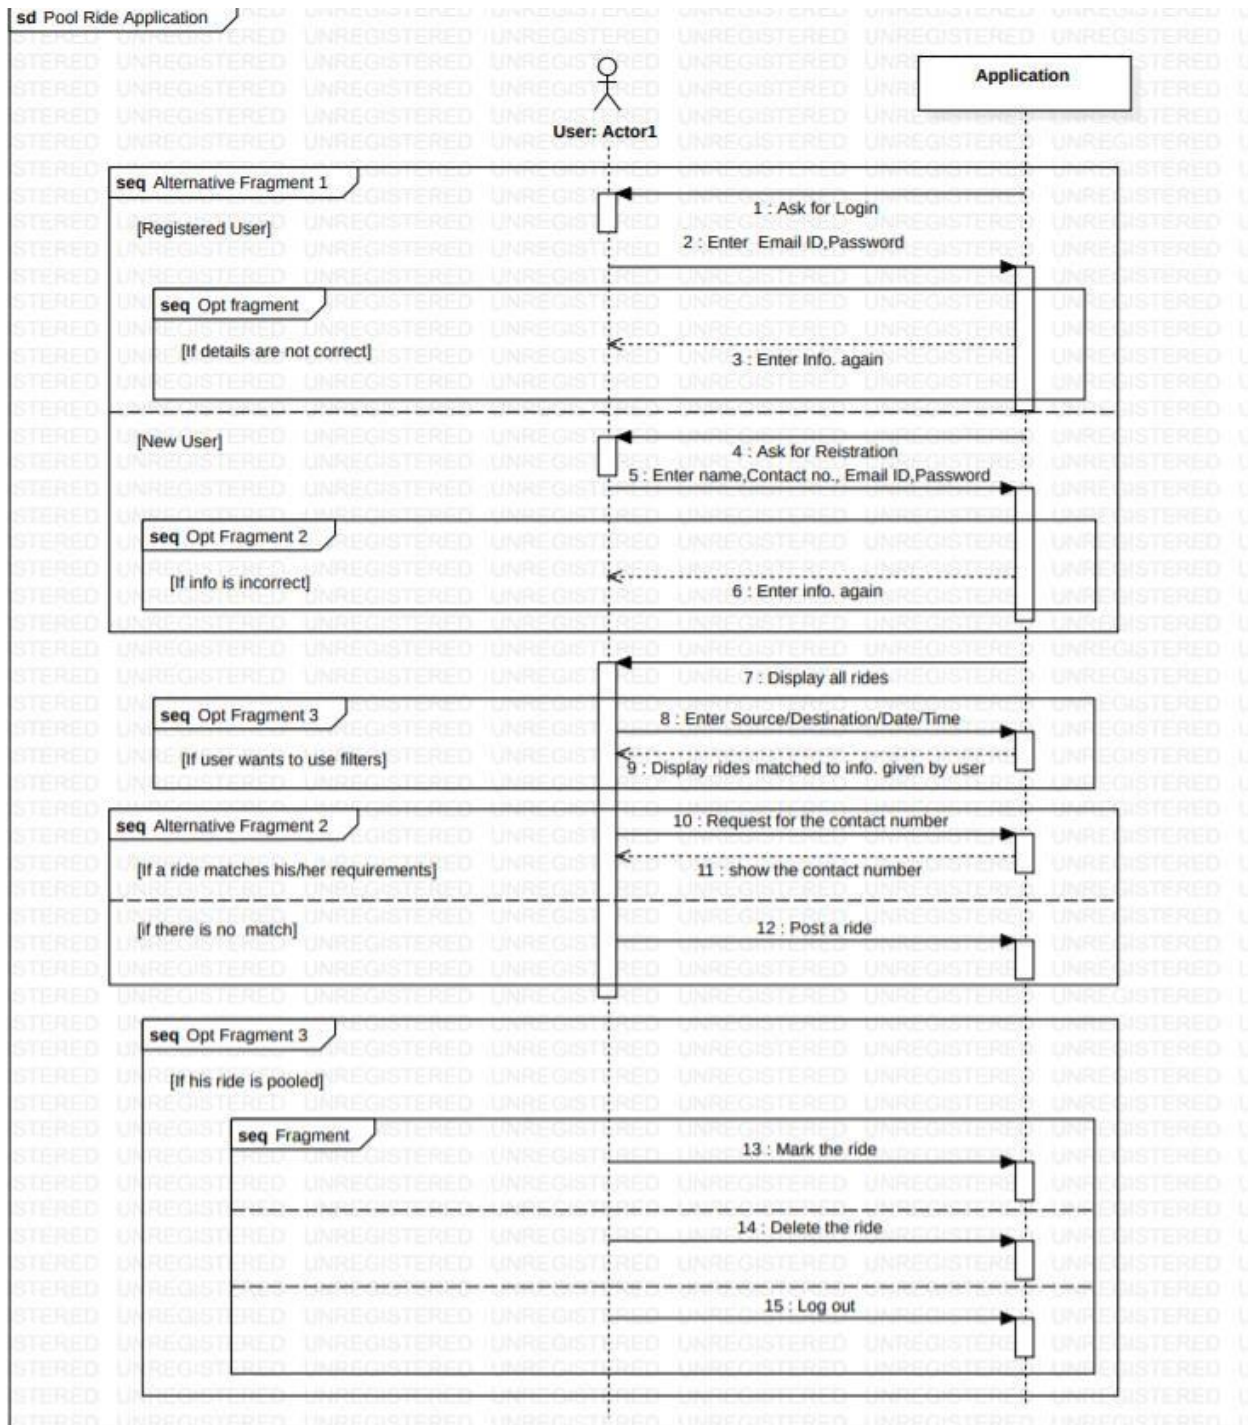 sd Pool Ride Application
Application
User: Actor1
seq Alternative Fragment 1
1 : Ask for Login
[Registered User]
2 : Enter Email ID,Password
seq Opt fragment
[If details are not correct]
3 : Enter Info. again
[New User]
4 : Ask for Reistration
5 : Enter name,Contact no., Email ID,Password
seq Opt Fragment 2
[If info is incorrect]
6 : Enter info. again
7 : Display all rides
seq Opt Fragment 3
8 : Enter Source/Destination/Date/Time
[If user wants to use filters]
9 : Display rides matched to info. given by user
seq Alternative Fragment 2
10 : Request for the contact number
[If a ride matches his/her requirements]
11 : show the contact number
[if there is no match]
12 : Post a ride
seq Opt Fragment 3
[If his ride is pooled]
seq Fragment
13 : Mark the ride
14 : Delete the ride
15 : Log out
UNREGISTERED